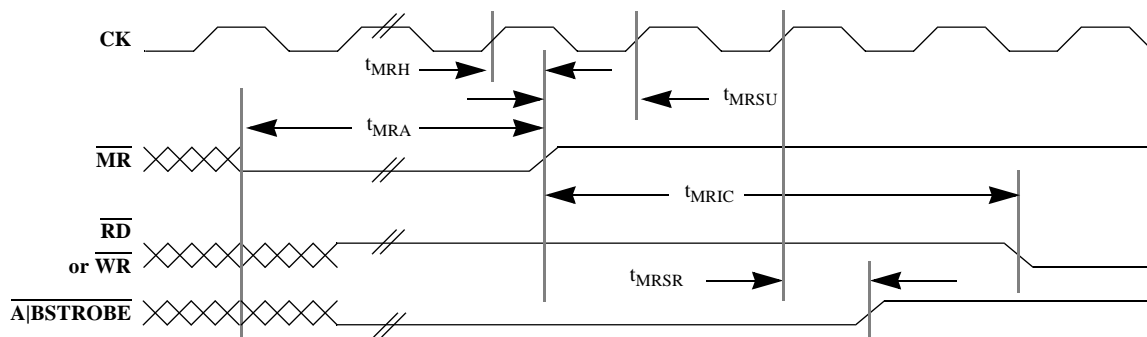 CK
tMRH
tMRSU
tMRA
MR
tMRIC
RD
or WR
tMRSR
A|BSTROBE